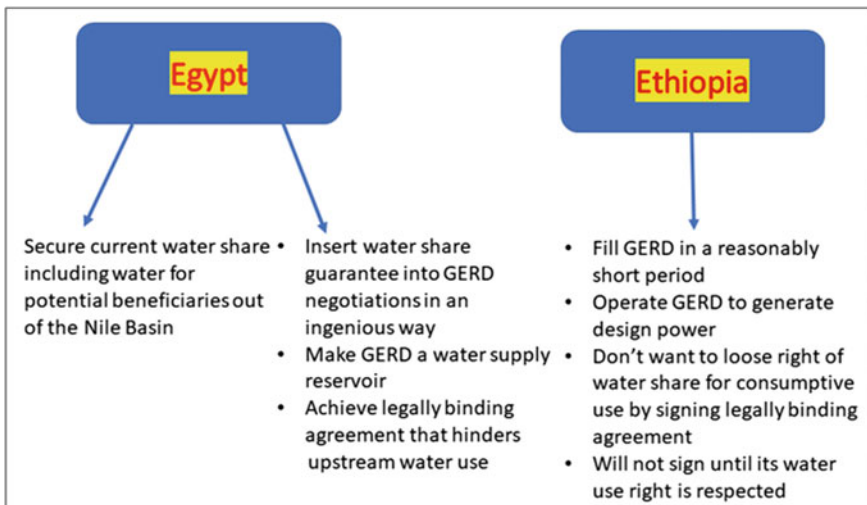 Egypt
Ethiopia
Secure current water share
including water for
potential beneficiaries out
of the Nile Basin
• Insert water share
guarantee into GERD
negotiations in an
ingenious way
• Make GERD a water supply
reservoir
• Achieve legally binding
agreement that hinders
upstream water use
• Fill GERD in a reasonably
short period
• Operate GERD to generate
design power
• Don’t want to loose right of
water share for consumptive
use by signing legally binding
agreement
• Will not sign until its water
use right is respected